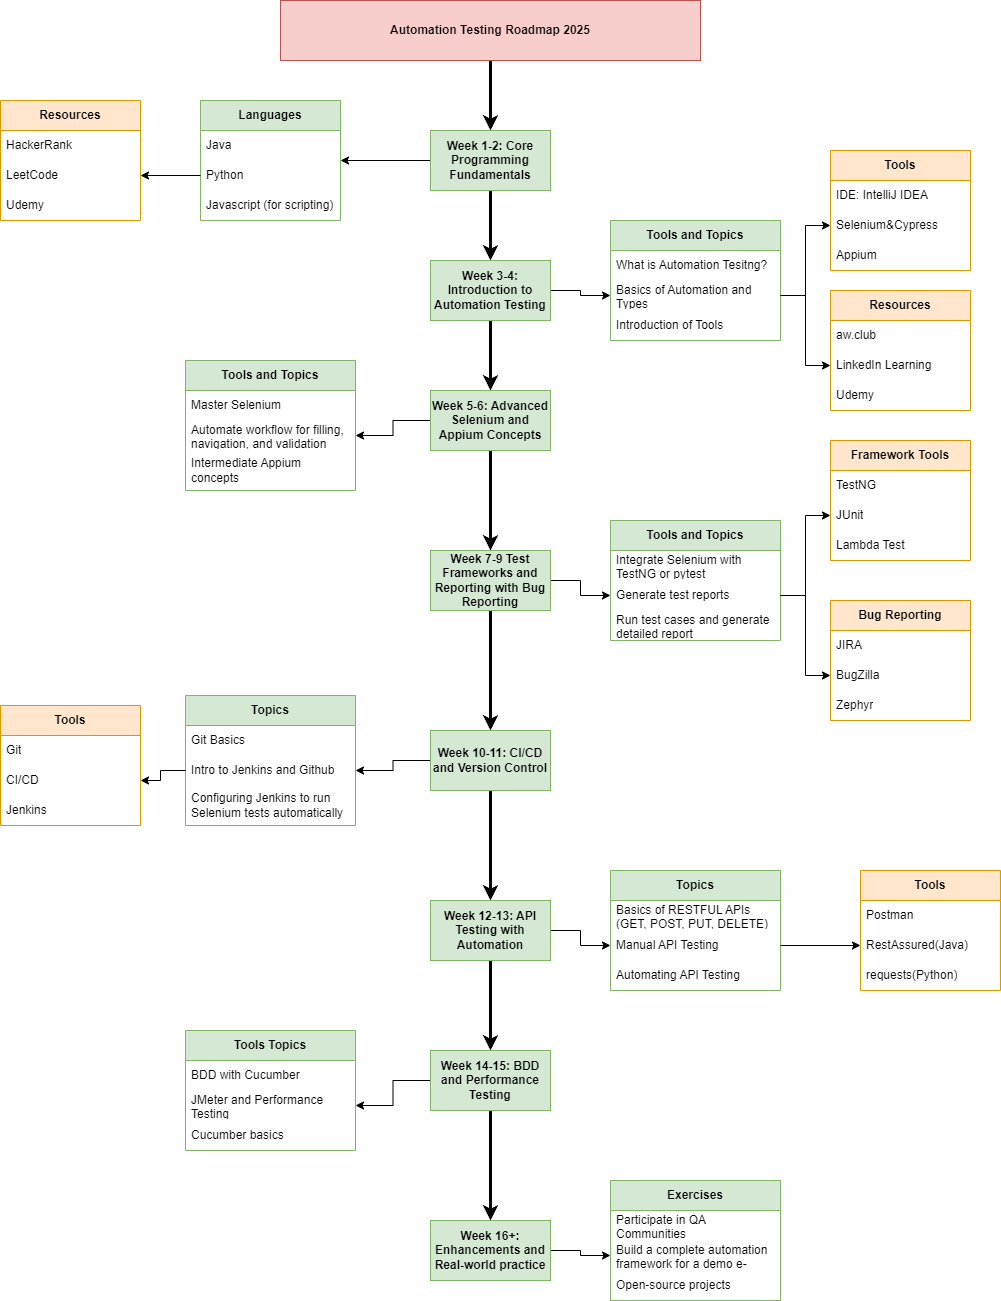 Automation Testing Roadmap 2025
Resources
HackerRank
LeetCode
Udemy
Languages
Java
Python
Javascript (for scripting)
Week 1-2: Core
Programming
Fundamentals
Week 3-4:
Introduction to
Automation Testing
Tools and Topics
What is Automation Tesitng?
Basics of Automation and
Types
Introduction of Tools
Tools
IDE: IntelliJ IDEA
Selenium&Cypress
Appium
Resources
aw.club
LinkedIn Learning
Udemy
Tools and Topics
Master Selenium
Automate workflow for filling,
navigation, and validation
Intermediate Appium
concepts
Week 5-6: Advanced
Selenium and
Appium Concepts
Week 7-9 Test
Frameworks and
Reporting with Bug
Reporting
Tools and Topics
Integrate Selenium with
TestNG or pytest
Generate test reports
Run test cases and generate
detailed report
Framework Tools
TestNG
JUnit
Lambda Test
Bug Reporting
JIRA
BugZilla
Zephyr
Tools
Git
CI/CD
Jenkins
Topics
Git Basics
Intro to Jenkins and Github
Configuring Jenkins to run
Selenium tests automatically
Week 10-11: CI/CD
and Version Control
Week 12-13: API
Testing with
Automation
Topics
Basics of RESTFUL APIs
(GET, POST, PUT, DELETE)
Manual API Testing
Automating API Testing
Tools
Postman
RestAssured(Java)
requests(Python)
Tools Topics
BDD with Cucumber
JMeter and Performance
Testing
Cucumber basics
Week 14-15: BDD
and Performance
Testing
Week 16+:
Enhancements and
Real-world practice
Exercises
Participate in QA
Communities
Build a complete automation
framework for a demo e-
Open-source projects